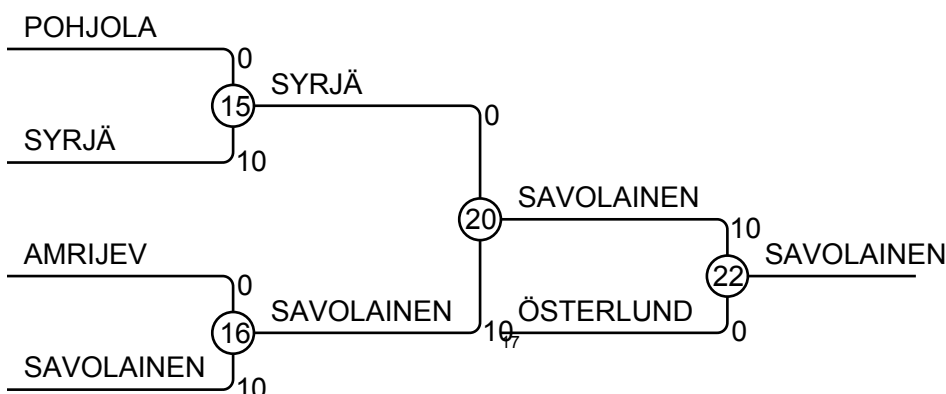 POHJOLA
0
15
SYRJÄ
0
SYRJÄ
10
SAVOLAINEN
20
10
AMRIJEV
SAVOLAINEN
0
22
16
SAVOLAINEN
10
17
ÖSTERLUND
0
SAVOLAINEN
10